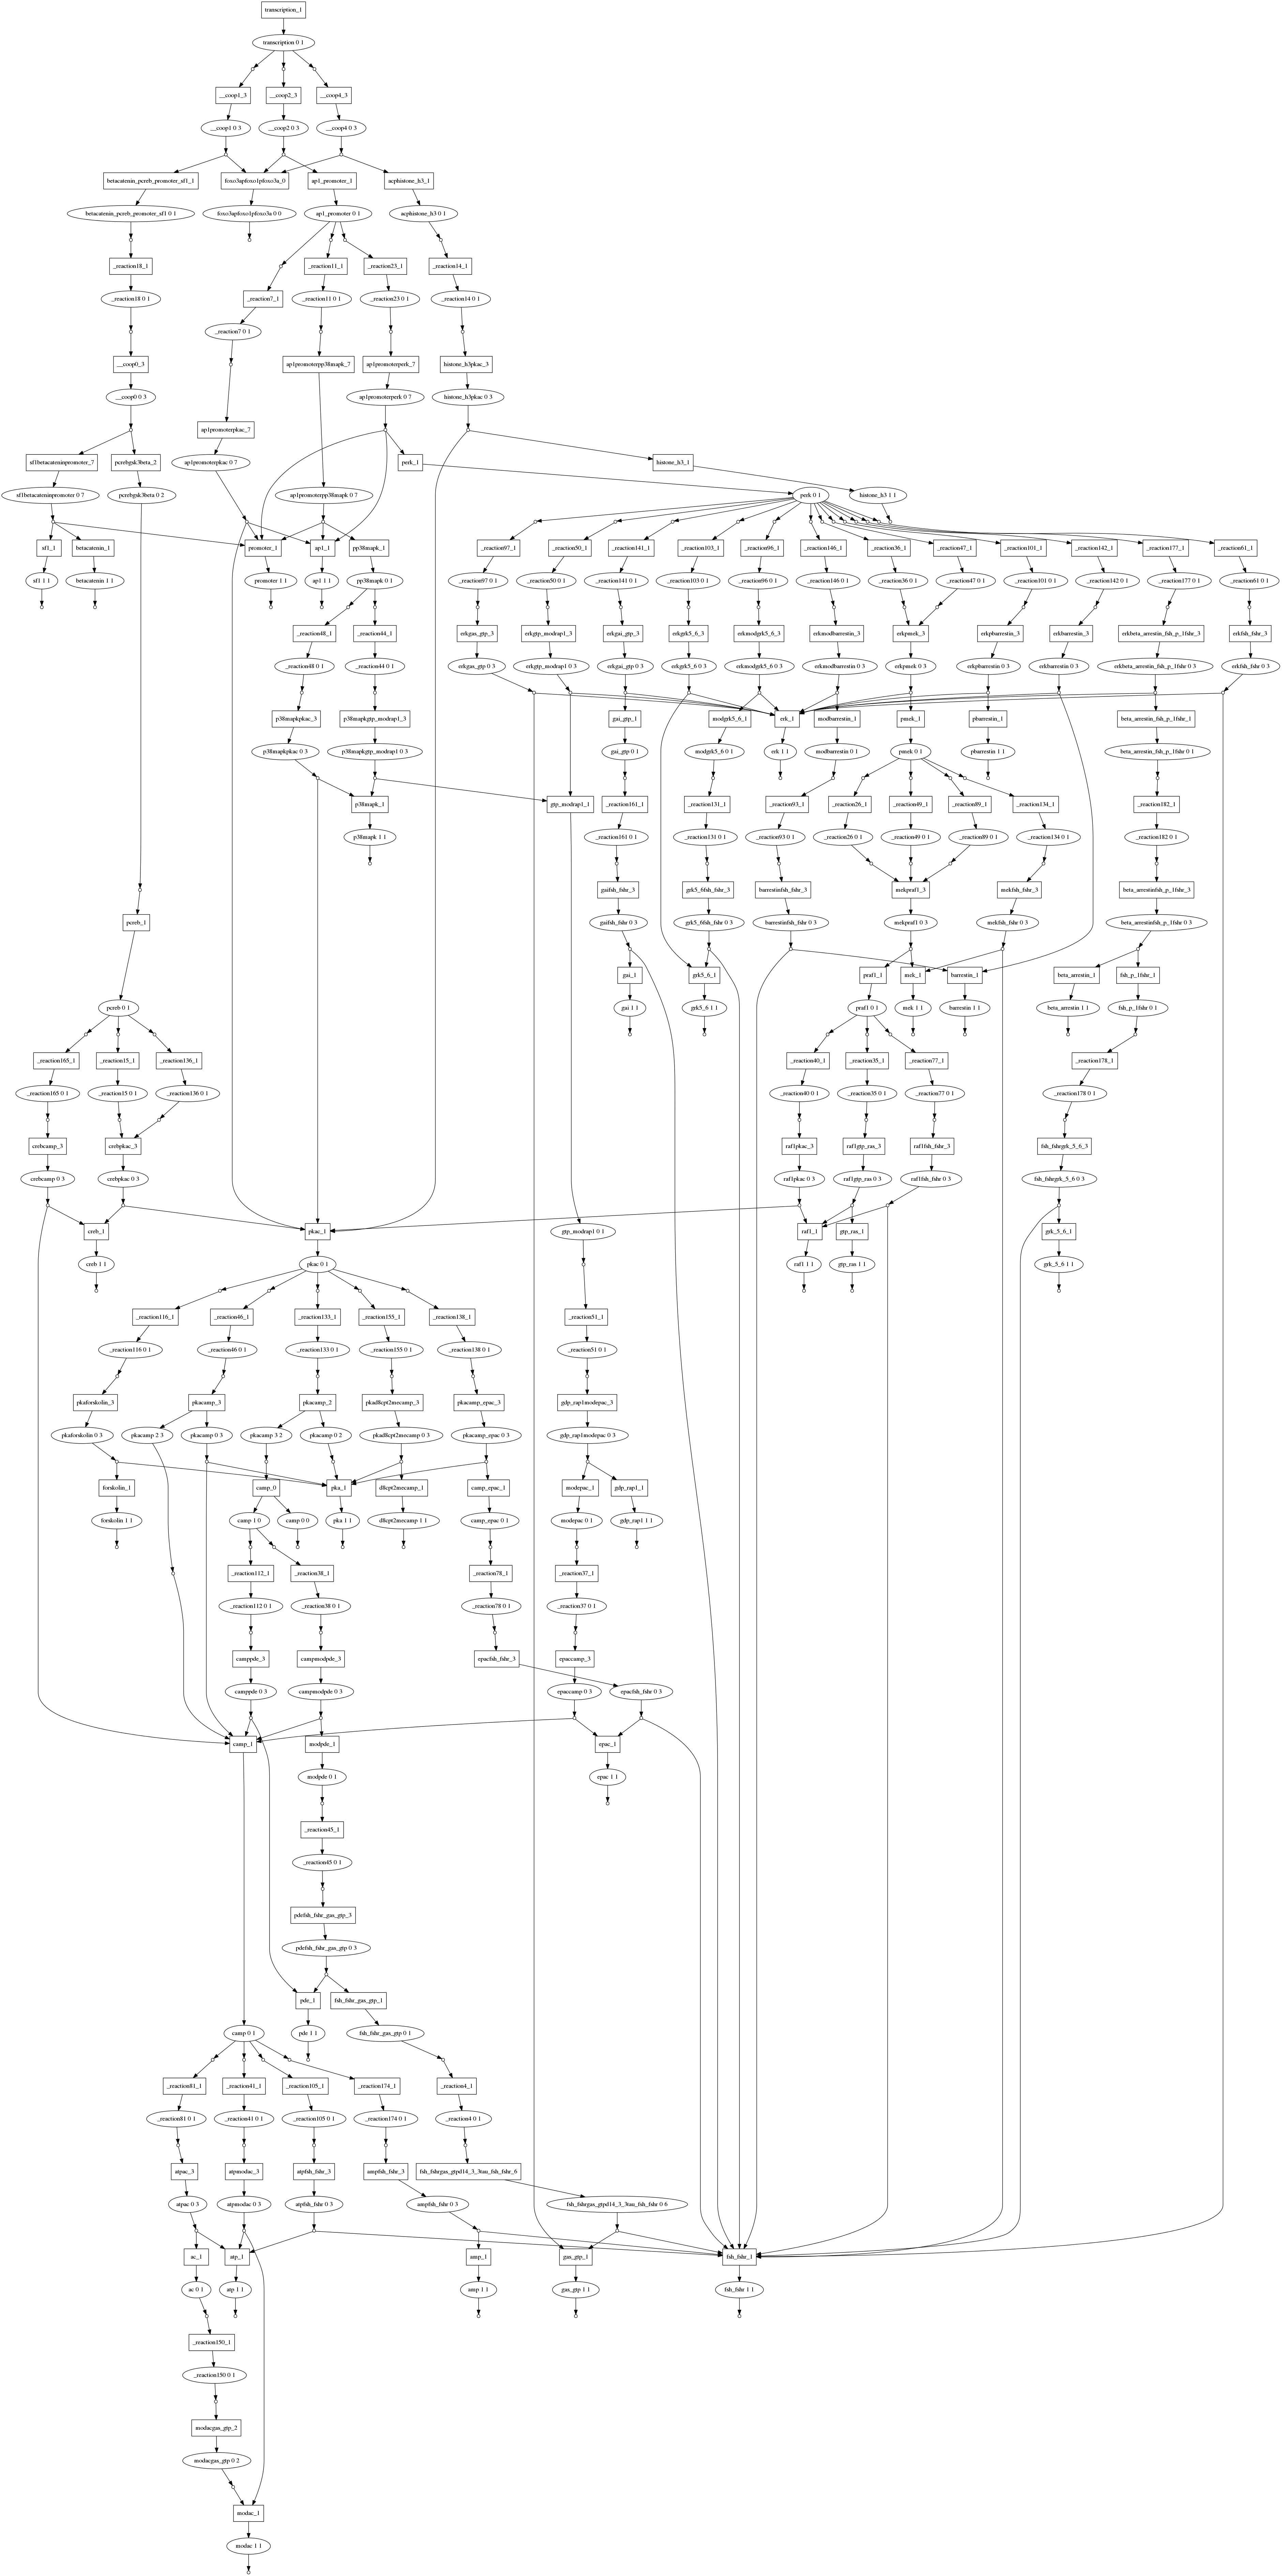 transcription_1
transcription 0 1
__coop1_3
__coop2_3
__coop4_3
__coop1 0 3
__coop2 0 3
__coop4 0 3
betacatenin_pcreb_promoter_sf1_1
foxo3apfoxo1pfoxo3a_0
ap1_promoter_1
acphistone_h3_1
betacatenin_pcreb_promoter_sf1 0 1
foxo3apfoxo1pfoxo3a 0 0
ap1_promoter 0 1
acphistone_h3 0 1
_reaction18_1
_reaction11_1
_reaction23_1
_reaction14_1
_reaction18 0 1
_reaction7_1
_reaction11 0 1
_reaction23 0 1
_reaction14 0 1
_reaction7 0 1
__coop0_3
ap1promoterpp38mapk_7
ap1promoterperk_7
histone_h3pkac_3
__coop0 0 3
ap1promoterperk 0 7
histone_h3pkac 0 3
ap1promoterpkac_7
sf1betacateninpromoter_7
pcrebgsk3beta_2
ap1promoterpkac 0 7
perk_1
histone_h3_1
sf1betacateninpromoter 0 7
pcrebgsk3beta 0 2
ap1promoterpp38mapk 0 7
perk 0 1
histone_h3 1 1
sf1_1
betacatenin_1
promoter_1
ap1_1
pp38mapk_1
_reaction97_1
_reaction50_1
_reaction141_1
_reaction103_1
_reaction96_1
_reaction146_1
_reaction36_1
_reaction47_1
_reaction101_1
_reaction142_1
_reaction177_1
_reaction61_1
sf1 1 1
betacatenin 1 1
promoter 1 1
ap1 1 1
pp38mapk 0 1
_reaction97 0 1
_reaction50 0 1
_reaction141 0 1
_reaction103 0 1
_reaction96 0 1
_reaction146 0 1
_reaction36 0 1
_reaction47 0 1
_reaction101 0 1
_reaction142 0 1
_reaction177 0 1
_reaction61 0 1
_reaction48_1
_reaction44_1
erkgas_gtp_3
erkgtp_modrap1_3
erkgai_gtp_3
erkgrk5_6_3
erkmodgrk5_6_3
erkmodbarrestin_3
erkpmek_3
erkpbarrestin_3
erkbarrestin_3
erkbeta_arrestin_fsh_p_1fshr_3
erkfsh_fshr_3
_reaction48 0 1
_reaction44 0 1
erkgas_gtp 0 3
erkgtp_modrap1 0 3
erkgai_gtp 0 3
erkgrk5_6 0 3
erkmodgrk5_6 0 3
erkmodbarrestin 0 3
erkpmek 0 3
erkpbarrestin 0 3
erkbarrestin 0 3
erkbeta_arrestin_fsh_p_1fshr 0 3
erkfsh_fshr 0 3
p38mapkpkac_3
p38mapkgtp_modrap1_3
gai_gtp_1
modgrk5_6_1
erk_1
modbarrestin_1
pmek_1
pbarrestin_1
beta_arrestin_fsh_p_1fshr_1
p38mapkpkac 0 3
p38mapkgtp_modrap1 0 3
gai_gtp 0 1
modgrk5_6 0 1
erk 1 1
modbarrestin 0 1
pmek 0 1
pbarrestin 1 1
beta_arrestin_fsh_p_1fshr 0 1
p38mapk_1
gtp_modrap1_1
_reaction161_1
_reaction131_1
_reaction93_1
_reaction26_1
_reaction49_1
_reaction89_1
_reaction134_1
_reaction182_1
p38mapk 1 1
_reaction161 0 1
_reaction131 0 1
_reaction93 0 1
_reaction26 0 1
_reaction49 0 1
_reaction89 0 1
_reaction134 0 1
_reaction182 0 1
gaifsh_fshr_3
grk5_6fsh_fshr_3
barrestinfsh_fshr_3
mekpraf1_3
mekfsh_fshr_3
beta_arrestinfsh_p_1fshr_3
pcreb_1
gaifsh_fshr 0 3
grk5_66fsh_fshr 0 3
barrestinfsh_fshr 0 3
mekpraf1 0 3
mekfsh_fshr 0 3
beta_arrestinfsh_p_1fshr 0 3
gai_1
grk5_6_1
praf1_1
mek_1
barrestin_1
beta_arrestin_1
fsh_p_1fshr_1
pcreb 0 1
gai 1 1
grk5_6 1 1
praf1 0 1
mek 1 1
barrestin 1 1
beta_arrestin 1 1
fsh_p_1fshr 0 1
_reaction165_1
_reaction15_1
_reaction136_1
_reaction40_1
_reaction35_1
_reaction77_1
_reaction178_1
_reaction165 0 1
_reaction15 0 1
_reaction136 0 1
_reaction40 0 1
_reaction35 0 1
_reaction77 0 1
_reaction178 0 1
crebcamp_3
crebpkac_3
raf1pkac_3
raf1gtp_ras_3
raf1fsh_fshr_3
fsh_fshrgrk_5_6_3
crebcamp 0 3
crebpkac 0 3
raf1pkac 0 3
raf1gtp_ras 0 3
raf1fsh_fshr 0 3
fsh_fshrgrk_5_6 0 3
creb_1
pkac_1
gtp_modrap1 0 1
raf1_1
gtp_ras_1
grk_5_6_1
creb 1 1
pkac 0 1
raf1 1 1
gtp_ras 1 1
grk_5_6 1 1
_reaction116_1
_reaction46_1
_reaction133_1
_reaction155_1
_reaction138_1
_reaction51_1
_reaction116 0 1
_reaction46 0 1
_reaction133 0 1
_reaction155 0 1
_reaction138 0 1
_reaction51 0 1
pkaforskolin_3
pkacamp_3
pkacamp_2
pkad8cpt2mecamp_3
pkacamp_epac_3
gdp_rap1modepac_3
pkaforskolin 0 3
pkacamp 2 3
pkacamp 0 3
pkacamp 3 2
pkacamp 0 2
pkad8cpt2mecamp 0 3
pkacamp_epac 0 3
gdp_rap1modepac 0 3
forskolin_1
camp_0
pka_1
d8cpt2mecamp_1
camp_epac_1
modepac_1
gdp_rap1_1
forskolin 1 1
camp 1 0
camp 0 0
pka 1 1
d8cpt2mecamp 1 1
camp_epac 0 1
modepac 0 1
gdp_rap1 1 1
_reaction112_1
_reaction38_1
_reaction78_1
_reaction37_1
_reaction112 0 1
_reaction38 0 1
_reaction78 0 1
_reaction37 0 1
camppde_3
campmodpde_3
epacfsh_fshr_3
epaccamp_3
camppde 0 3
campmodpde 0 3
epaccamp 0 3
epacfsh_fshr 0 3
camp_1
modpde_1
epac_1
modpde 0 1
epac 1 1
_reaction45_1
_reaction45 0 1
pdefsh_fshr_gas_gtp_3
pdefsh_fshr_gas_gtp 0 3
pde_1
fsh_fshr_gas_gtp_1
camp 0 1
pde 1 1
fsh_fshr_gas_gtp 0 1
_reaction81_1
_reaction41_1
_reaction105_1
_reaction174_1
_reaction4_1
_reaction81 0 1
_reaction41 0 1
_reaction105 0 1
_reaction174 0 1
_reaction4 0 1
atpac_3
atpmodac_3
atpfsh_fshr_3
ampfsh_fshr_3
fsh_fshrgas_gtpd14_3_3tau_fsh_fshr_6
atpac 0 3
atpmodac 0 3
atpfsh_fshr 0 3
ampfsh_fshr 0 3
fsh_fshrgas_gtpd14_3_3tau_fsh_fshr 0 6
ac_1
atp_1
amp_1
gas_gtp_1
fsh_fshr_1
ac 0 1
atp 1 1
amp 1 1
gas_gtp 1 1
fsh_fshr 1 1
_reaction150_1
_reaction150 0 1
modacgas_gtp_2
modacgas_gtp 0 2
modac_1
modac 1 1